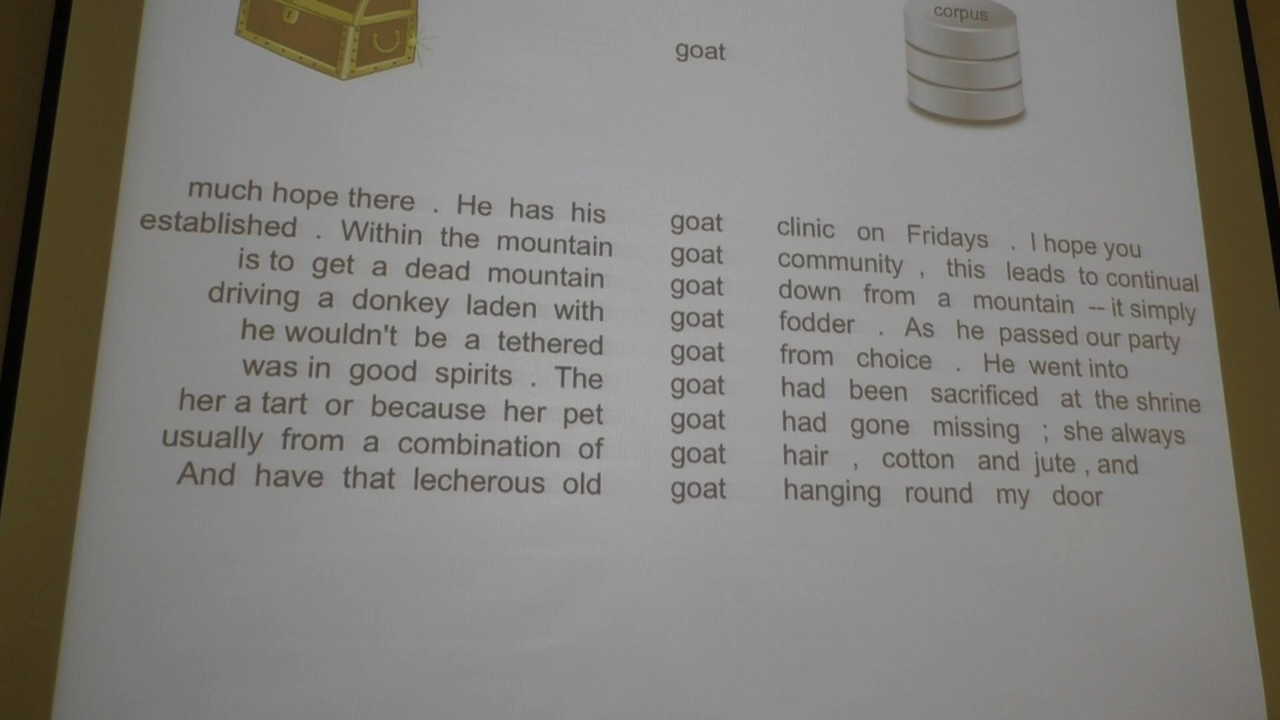 corpus
goat
much hope there . He has his goat clinic on Fridays . I hope you
established . Within the mountain goat community , this leads to continual
is to get a dead mountain goat down from a mountain -- it simply
driving a donkey laden with goat fodder . As he passed our party
he wouldn't be a tethered goat from choice . He went into
was in good spirits . The goat had been sacrificed at the shrine
her a tart or because her pet goat had gone missing ; she always
usually from a combination of goat hair , cotton and jute , and
And have that lecherous old goat hanging round my door